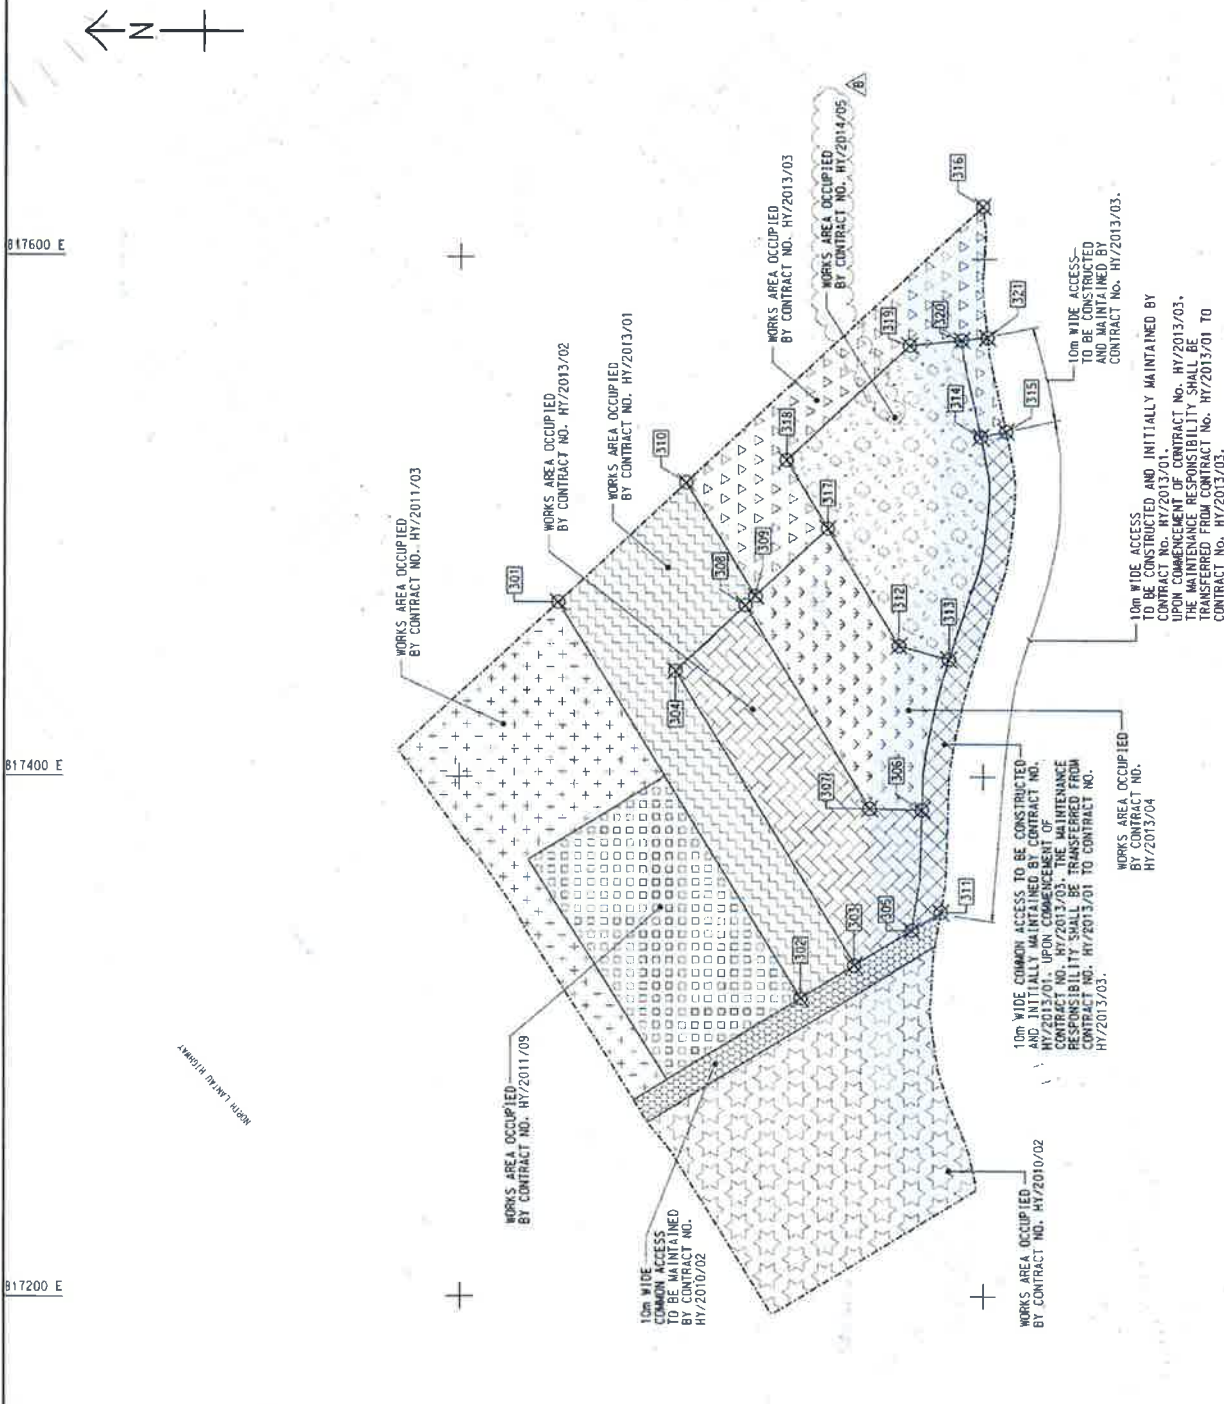 N
817600 E
817400 E
817200 E
NORTH LANTAU HIGHWAY
WORKS AREA OCCUPIED
BY CONTRACT NO. HY/2011/03
WORKS AREA OCCUPIED
BY CONTRACT NO. HY/2013/02
WORKS AREA OCCUPIED
BY CONTRACT NO. HY/2013/01
WORKS AREA OCCUPIED
BY CONTRACT NO. HY/2013/03
WORKS AREA OCCUPIED
BY CONTRACT NO. HY/2014/05
B
WORKS AREA OCCUPIED
BY CONTRACT NO. HY/2011/09
10m WIDE
COMMON ACCESS
TO BE MAINTAINED
BY CONTRACT NO.
HY/2010/02
WORKS AREA OCCUPIED
BY CONTRACT NO. HY/2010/02
10m WIDE COMMON ACCESS TO BE CONSTRUCTED
AND INITIALLY MAINTAINED BY CONTRACT NO.
HY/2013/01. UPON COMMENCEMENT OF
CONTRACT NO. HY/2013/03. THE MAINTENANCE
RESPONSIBILITY SHALL BE TRANSFERRED FROM
CONTRACT NO. HY/2013/01 TO CONTRACT NO.
HY/2013/03.
WORKS AREA OCCUPIED
BY CONTRACT NO.
HY/2013/04
10m WIDE ACCESS
TO BE CONSTRUCTED AND INITIALLY MAINTAINED BY
CONTRACT No. HY/2013/01.
UPON COMMENCEMENT OF CONTRACT No. HY/2013/03.
THE MAINTENANCE RESPONSIBILITY SHALL BE
TRANSFERRED FROM CONTRACT No. HY/2013/01 TO
CONTRACT No. HY/2013/03.
10m WIDE ACCESS
TO BE CONSTRUCTED
AND MAINTAINED BY
CONTRACT No. HY/2013/03.
301
302
303
304
305
306
307
308
309
310
311
312
313
314
315
316
317
318
319
320
321